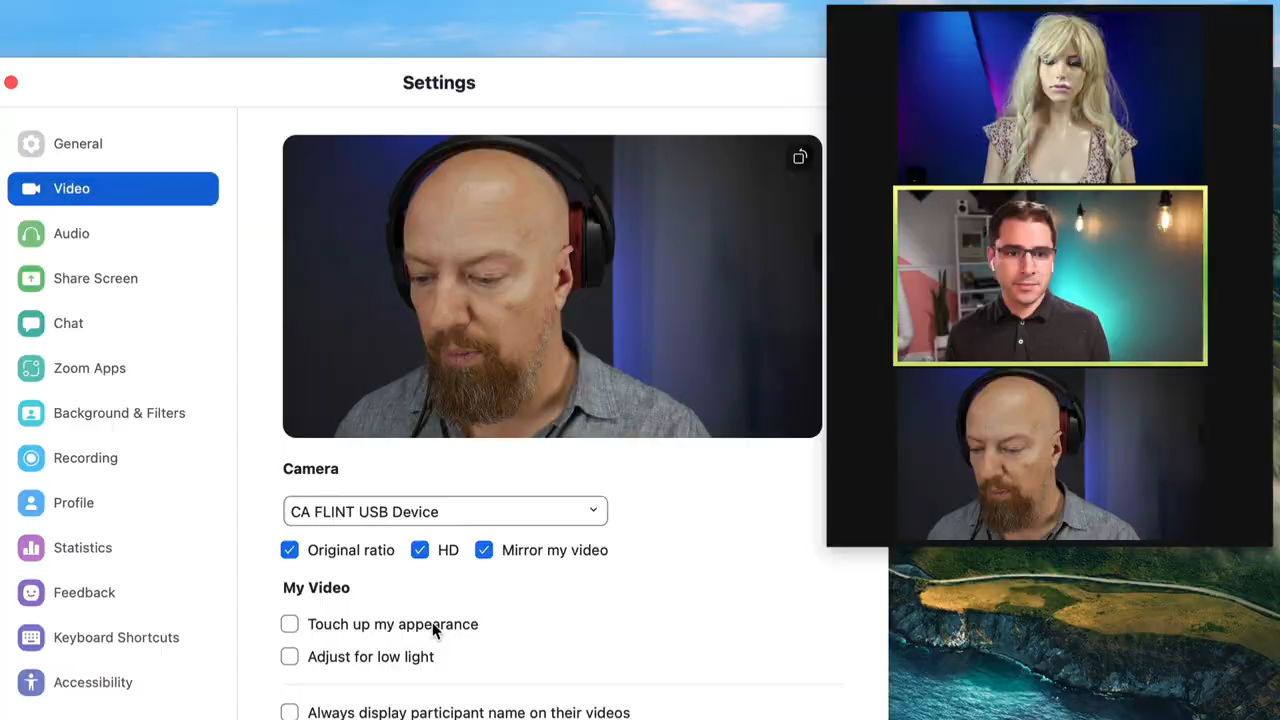 Settings
General
Video
Audio
Share Screen
Chat
Zoom Apps
Background & Filters
Recording
Profile
Statistics
Feedback
Keyboard Shortcuts
Accessibility
Camera
CA FLINT USB Device
Original ratio HD Mirror my video
My Video
Touch up my appearance
Adjust for low light
Always display participant name on their videos